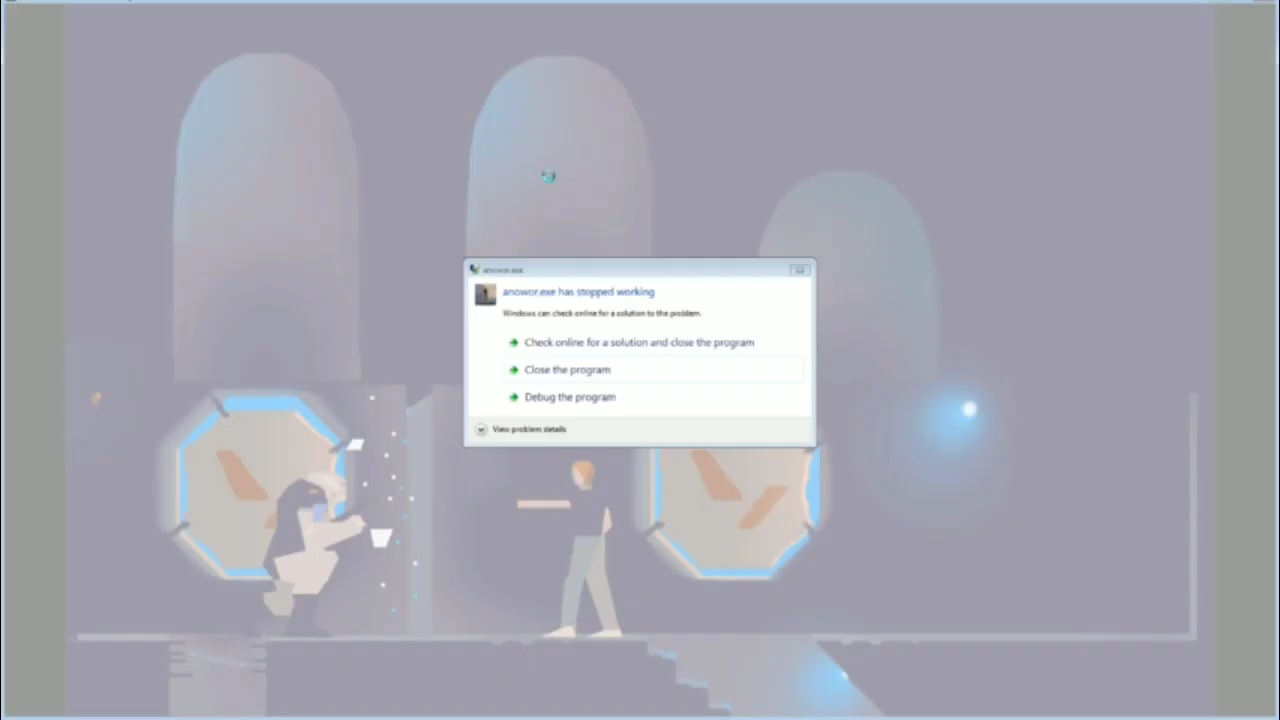 anowor.exe
anowor.exe has stopped working
Windows can check online for a solution to the problem.
Check online for a solution and close the program
Close the program
Debug the program
View problem details